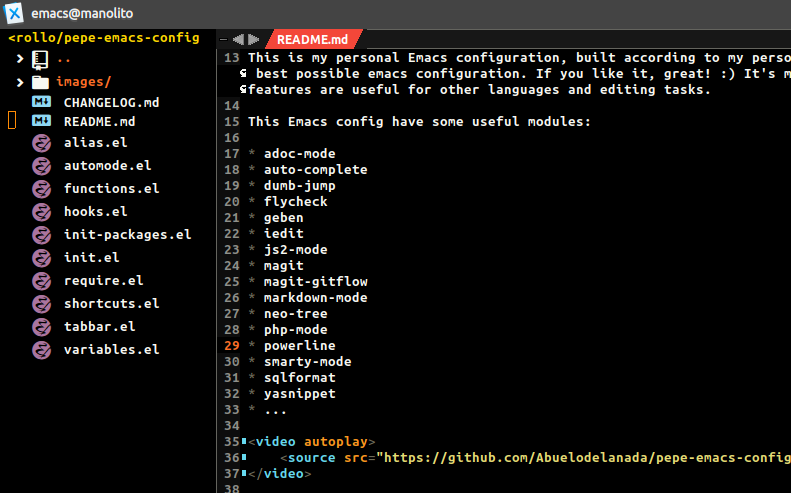 emacs@manolito
<rollo/pepe-emacs-config
..
images/
CHANGELOG.md
README.md
alias.el
automode.el
functions.el
hooks.el
init-packages.el
init.el
require.el
shortcuts.el
tabbar.el
variables.el
README.md
13 This is my personal Emacs configuration, built according to my perso
best possible emacs configuration. If you like it, great! :) It's m
features are useful for other languages and editing tasks.
14
15 This Emacs config have some useful modules:
16
17 * adoc-mode
18 * auto-complete
19 * dumb-jump
20 * flycheck
21 * geben
22 * iedit
23 * js2-mode
24 * magit
25 * magit-gitflow
26 * markdown-mode
27 * neo-tree
28 * php-mode
29 * powerline
30 * smarty-mode
31 * sqlformat
32 * yasnippet
33 * ...
34
35 <video autoplay>
36 <source src="https://github.com/Abuelodelanada/pepe-emacs-config
37 </video>
38